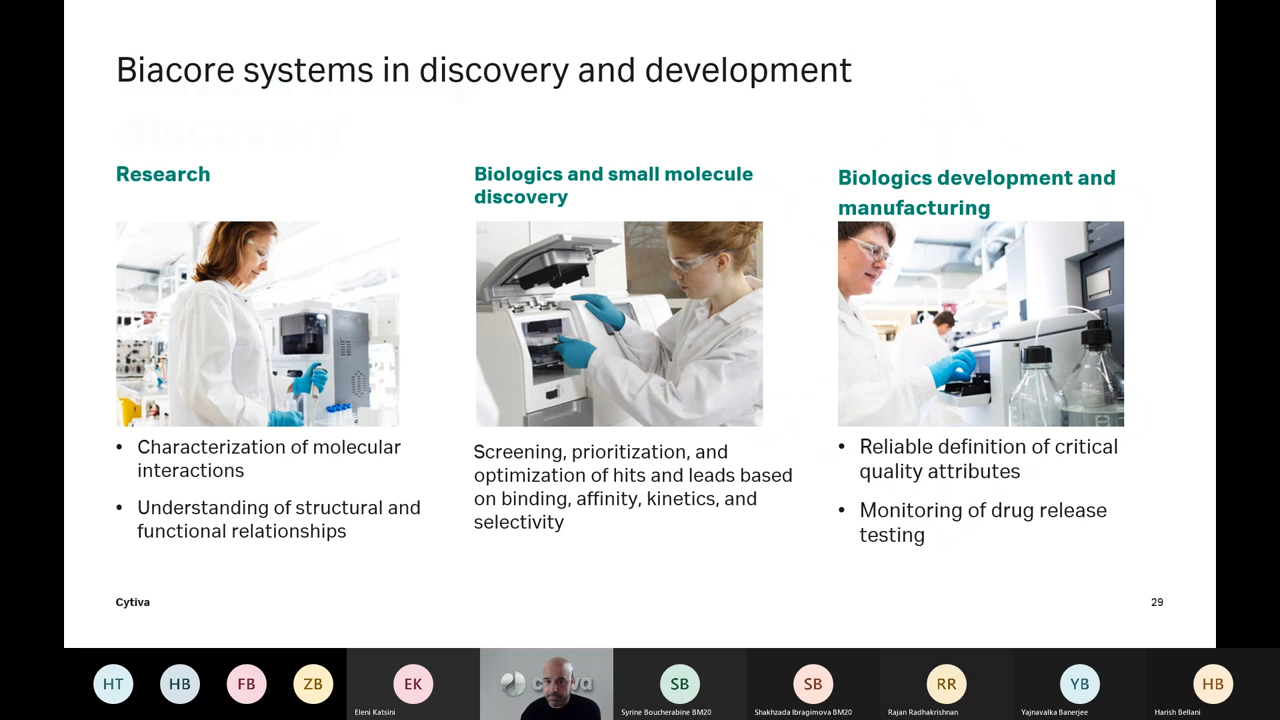 Biacore systems in discovery and development
Research
Biologics and small molecule
discovery
Biologics development and
manufacturing
• Characterization of molecular
interactions
• Understanding of structural and
functional relationships
Screening, prioritization, and
optimization of hits and leads based
on binding, affinity, kinetics, and
selectivity
• Reliable definition of critical
quality attributes
• Monitoring of drug release
testing
Cytiva
29
HT
HB
FB
ZB
EK
Eleni Katsini
SB
Syrine Boucherabine BM20
SB
Shakhzada Ibragimova BM20
RR
Rajan Radhakrishnan
YB
Yajnavalka Banerjee
HB
Harish Bellani